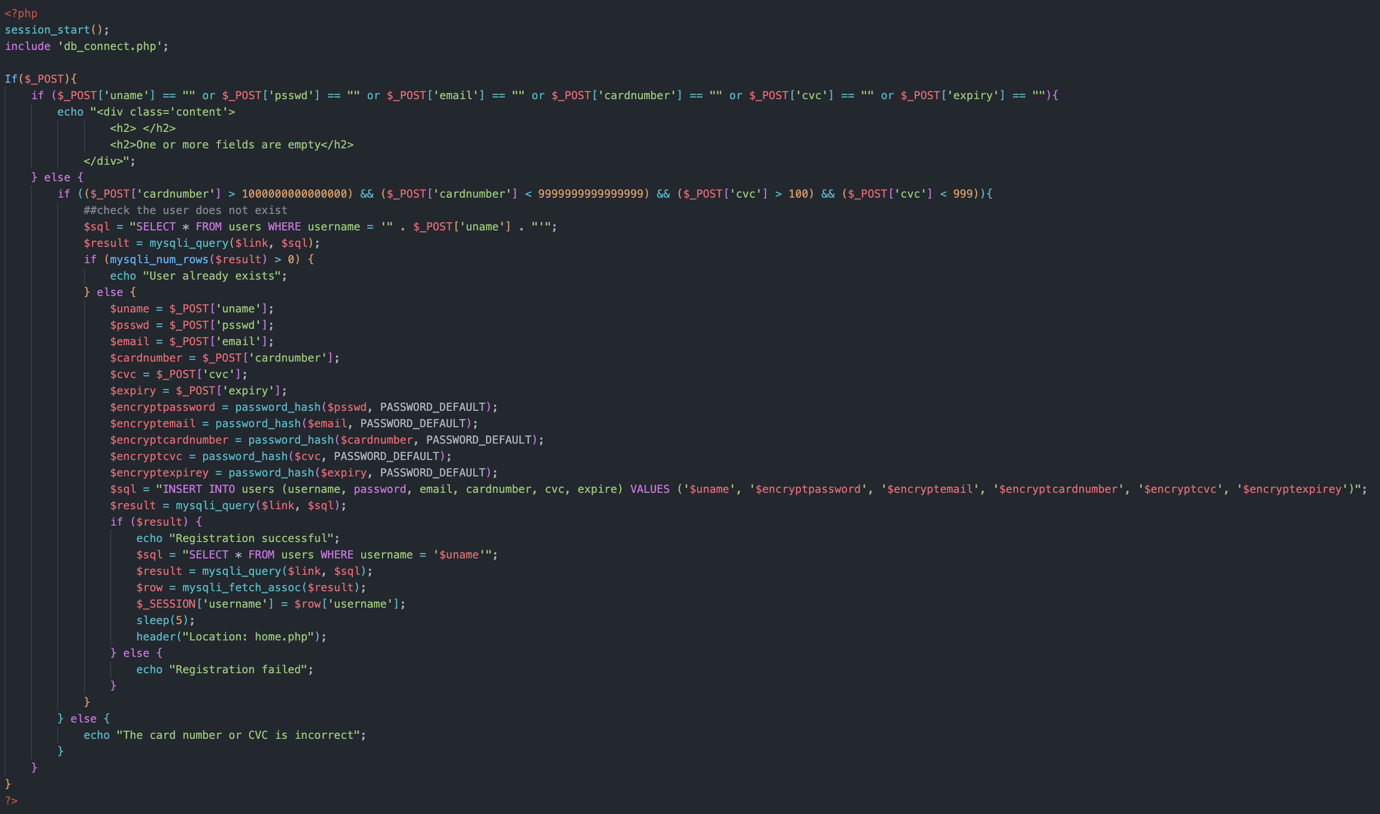 <?php
session_start();
include 'db_connect.php';
If($_POST){
if ($_POST['uname'] == "" or $_POST['psswd'] == "" or $_POST['email'] == "" or $_POST['cardnumber'] == "" or $_POST['cvc'] == "" or $_POST['expiry'] == ""){
echo "<div class='content'>
<h2> </h2>
<h2>One or more fields are empty</h2>
</div>";
} else {
if (($_POST['cardnumber'] > 1000000000000000) && ($_POST['cardnumber'] < 9999999999999999) && ($_POST['cvc'] > 100) && ($_POST['cvc'] < 999)){
##check the user does not exist
$sql = "SELECT * FROM users WHERE username = '" . $_POST['uname'] . "'";
$result = mysqli_query($link, $sql);
if (mysqli_num_rows($result) > 0) {
echo "User already exists";
} else {
$uname = $_POST['uname'];
$psswd = $_POST['psswd'];
$email = $_POST['email'];
$cardnumber = $_POST['cardnumber'];
$cvc = $_POST['cvc'];
$expiry = $_POST['expiry'];
$encryptpassword = password_hash($psswd, PASSWORD_DEFAULT);
$encryptemail = password_hash($email, PASSWORD_DEFAULT);
$encryptcardnumber = password_hash($cardnumber, PASSWORD_DEFAULT);
$encryptcvc = password_hash($cvc, PASSWORD_DEFAULT);
$encryptexpirey = password_hash($expiry, PASSWORD_DEFAULT);
$sql = "INSERT INTO users (username, password, email, cardnumber, cvc, expire) VALUES ('$uname', '$encryptpassword', '$encryptemail', '$encryptcardnumber', '$encryptcvc', '$encryptexpirey')";
$result = mysqli_query($link, $sql);
if ($result) {
echo "Registration successful";
$sql = "SELECT * FROM users WHERE username = '$uname'";
$result = mysqli_query($link, $sql);
$row = mysqli_fetch_assoc($result);
$_SESSION['username'] = $row['username'];
sleep(5);
header("Location: home.php");
} else {
echo "Registration failed";
}
}
} else {
echo "The card number or CVC is incorrect";
}
}
}
?>